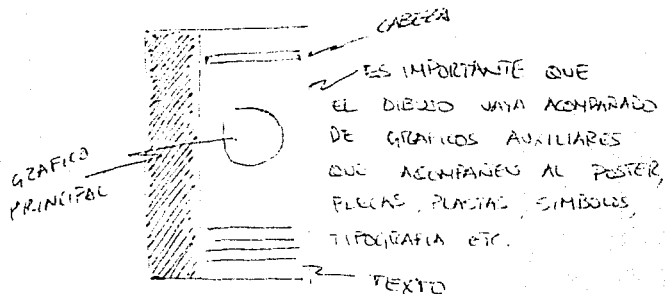 CABEZA
ES IMPORTANTE QUE
EL DIBUJO VAYA ACOMPAÑADO
DE GRAFICOS AUXILIARES
QUE ACOMPAÑEN AL POSTER,
PLECAS, PLASTAS, SIMBOLOS,
TIPOGRAFIA ETC.
GRAFICO
PRINCIPAL
TEXTO